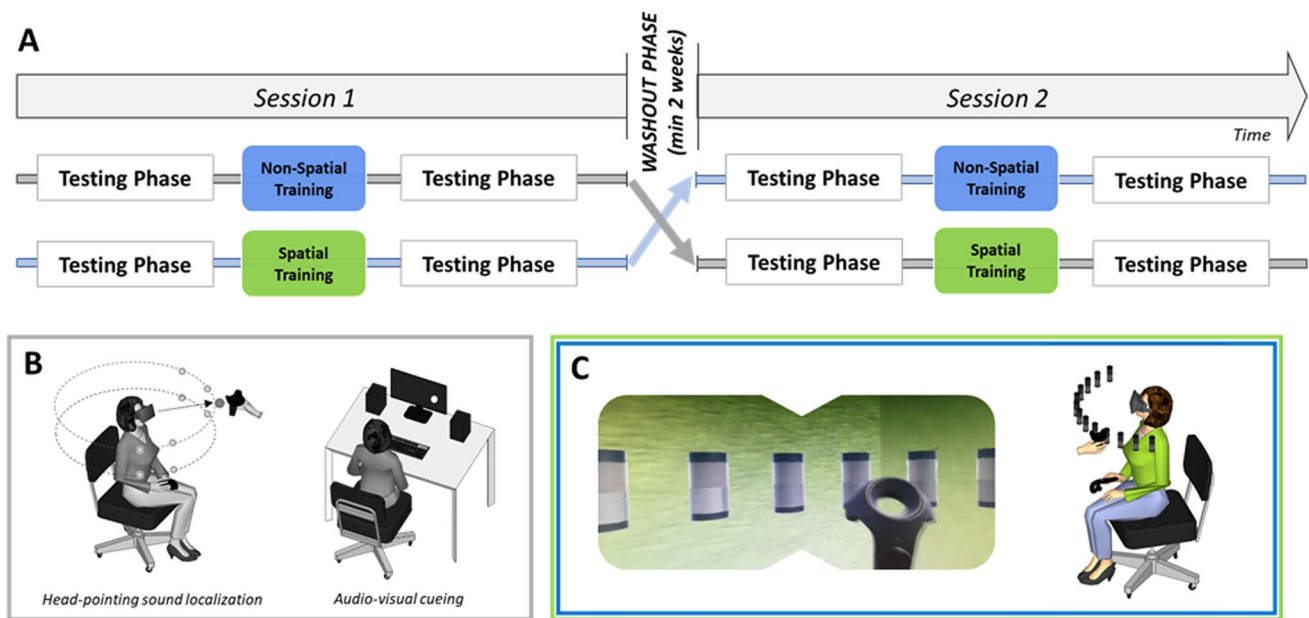 A
Session 1
WASHOUT PHASE
(min 2 weeks)
Session 2
Time
Testing Phase
Non-Spatial
Training
Testing Phase
Testing Phase
Non-Spatial
Training
Testing Phase
Testing Phase
Spatial
Training
Testing Phase
Testing Phase
Spatial
Training
Testing Phase
B
Head-pointing sound localization
Audio-visual cueing
C